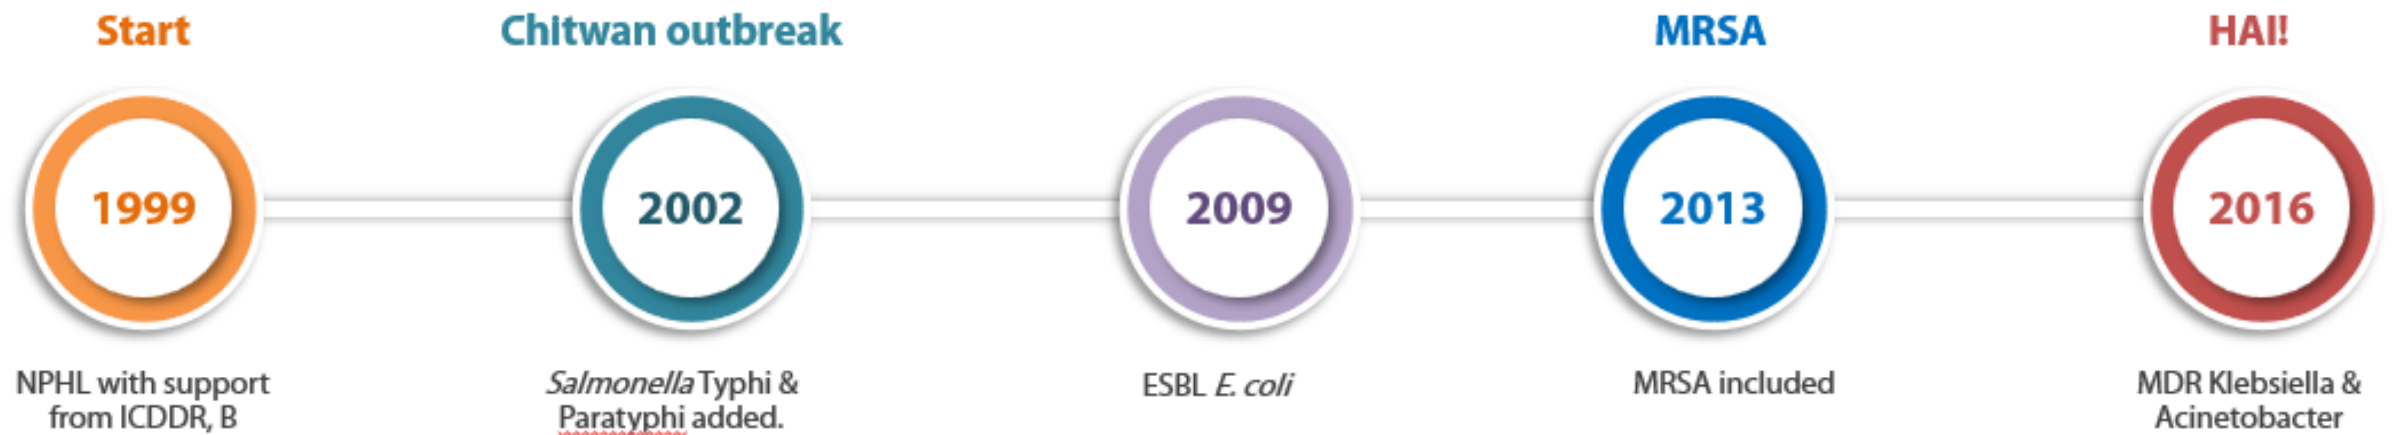 Start
Chitwan outbreak
MRSA
HAI!
1999
2002
2009
2013
2016
NPHL with support
from ICDDR, B
Salmonella Typhi &
Paratyphi added.
ESBL E. coli
MRSA included
MDR Klebsiella &
Acinetobacter